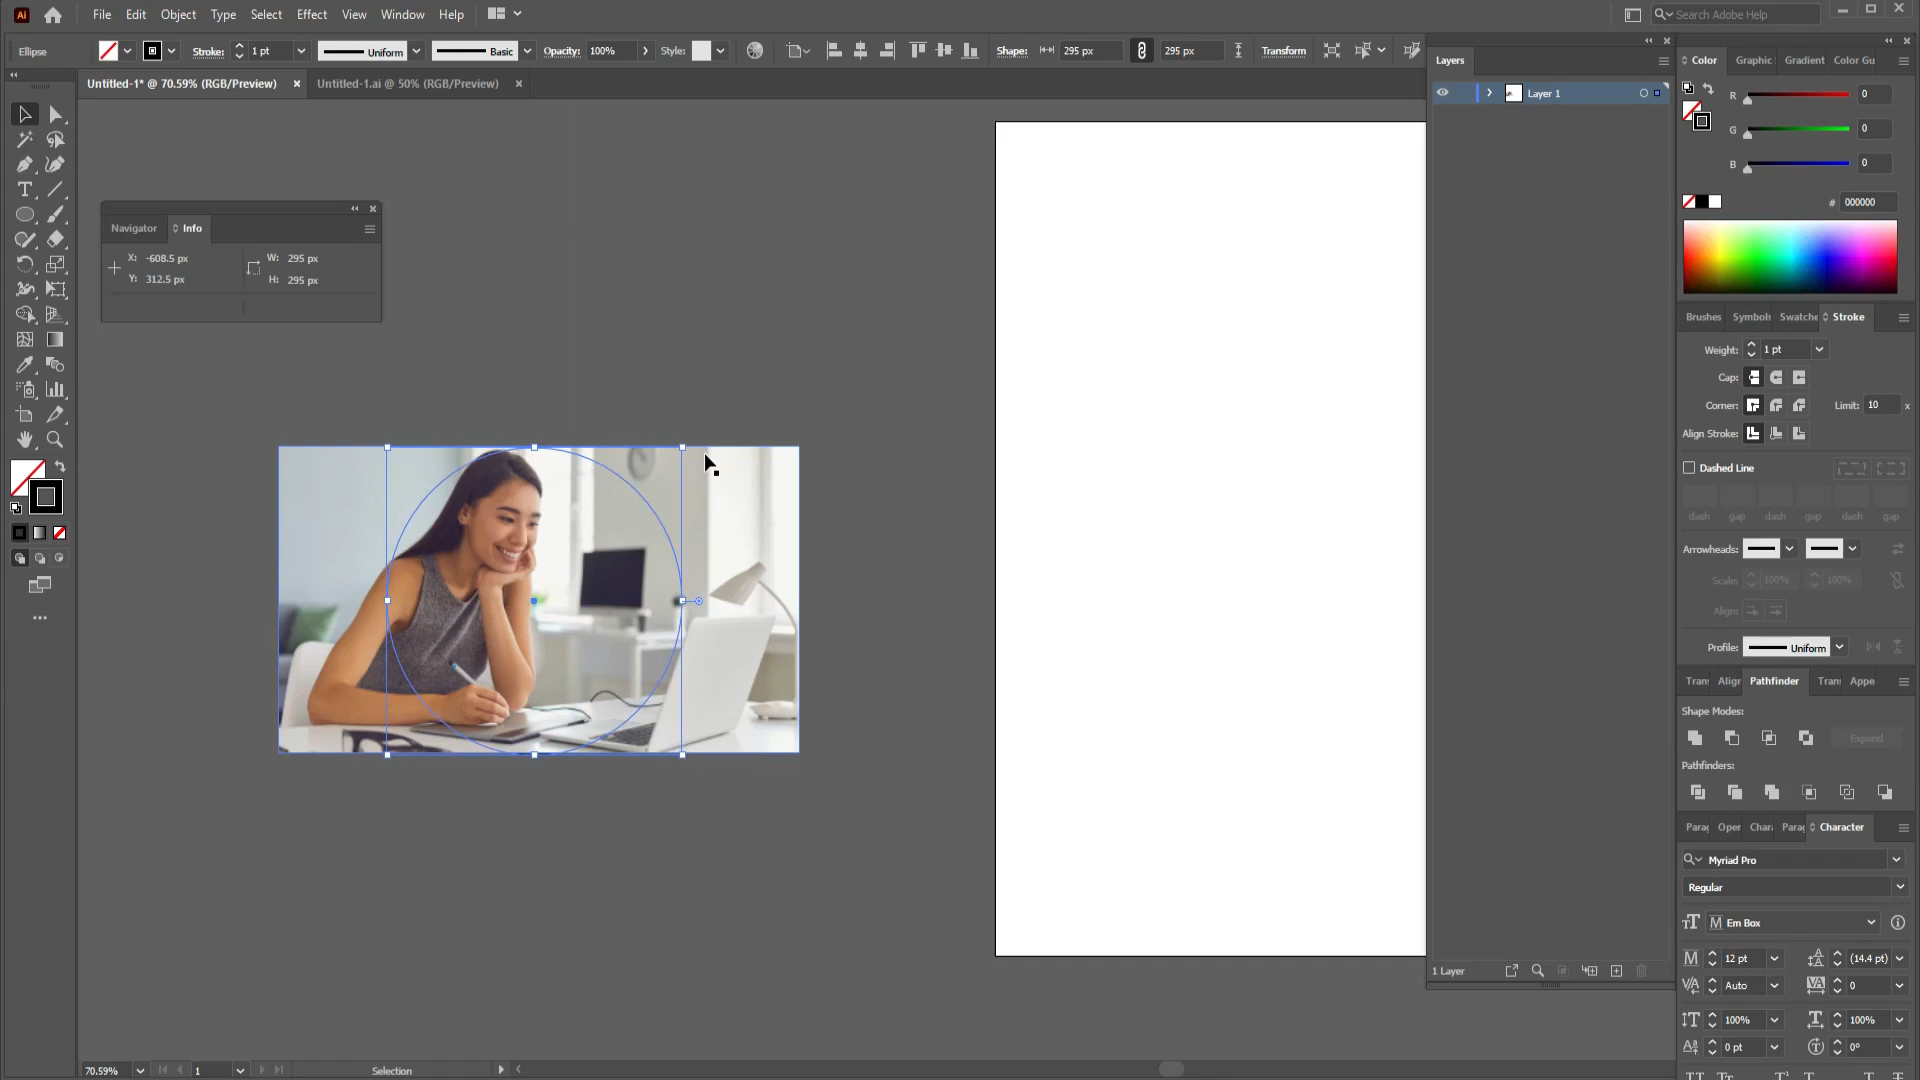 Ai File Edit Object Type Select Effect View Window Help Search Adobe Help
Ellipse Stroke: 1 pt Uniform Basic Opacity: 100% Style: Shape: 295 px 295 px Transform
Untitled-1* @ 70.59% (RGB/Preview) Untitled-1.ai @ 50% (RGB/Preview)
Navigator Info
X: -608.5 px W: 295 px
Y: 312.5 px H: 295 px
70.59% 1 Selection
Layers
Layer 1
1 Layer
Color Graphic Gradient Color Gu
R 0
G 0
B 0
# 000000
Brushes Symbols Swatche Stroke
Weight: 1 pt
Cap:
Corner: Limit: 10 x
Align Stroke:
Dashed Line
dash gap dash gap dash gap
Arrowheads:
Scale: 100% 100%
Align:
Profile: Uniform
Tran: Aligr Pathfinder Tran: Appe
Shape Modes:
Expand
Pathfinders:
Para Oper Char Para Character
Myriad Pro
Regular
Em Box
12 pt (14.4 pt)
Auto 0
100% 100%
0 pt 0°